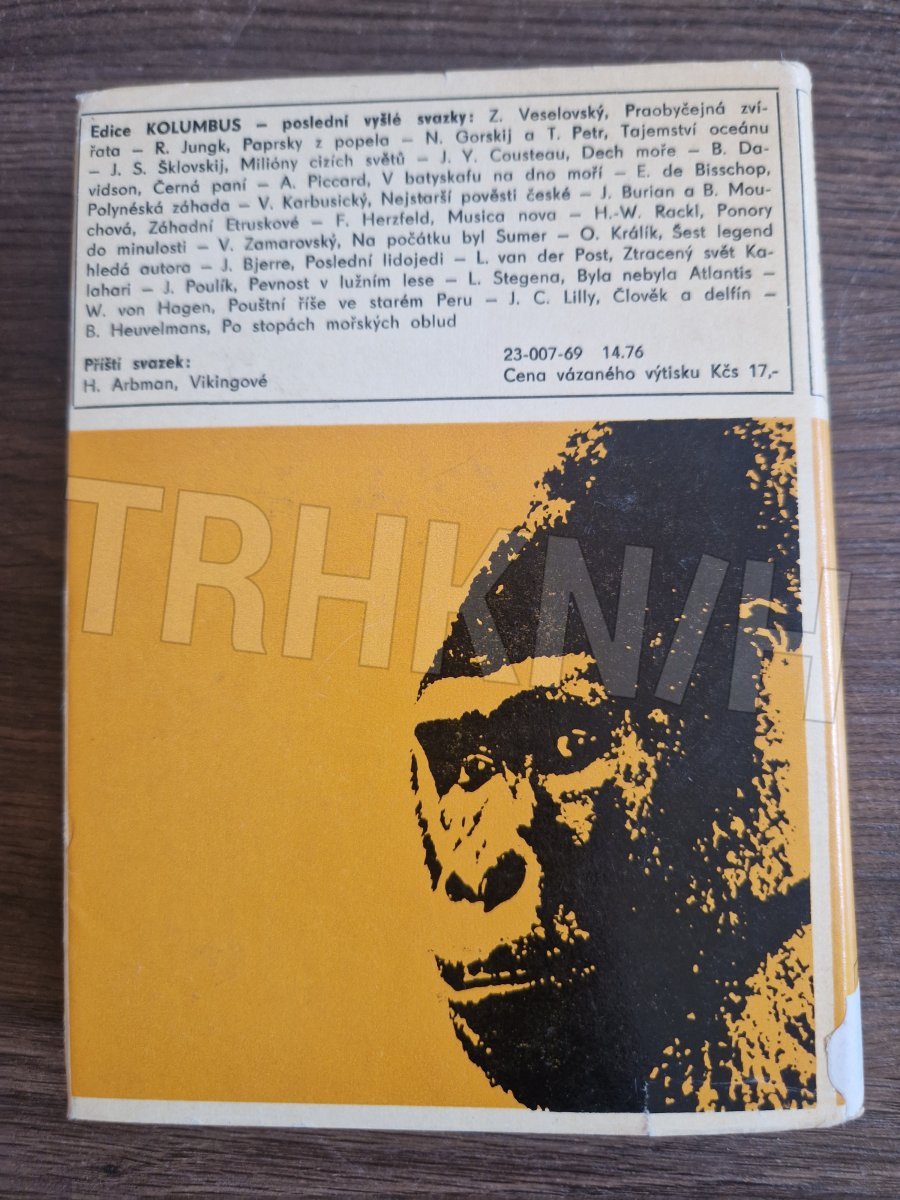 Edice KOLUMBUS – poslední vyšlé svazky: Z. Veselovský, Praobyčejná zví-
řata – R. Jungk, Paprsky z popela – N. Gorskij a T. Petr, Tajemství oceánu
– J. S. Šklovskij, Milióny cizích světů – J. Y. Cousteau, Dech moře – B. Da-
vidson, Černá paní – A. Piccard, V batyskafu na dno moří – E. de Bisschop,
Polynéská záhada – V. Karbusický, Nejstarší pověsti české – J. Burian a B. Mou-
chová, Záhadní Etruskové – F. Herzfeld, Musica nova – H.-W. Rackl, Ponory
do minulosti – V. Zamarovský, Na počátku byl Sumer – O. Králík, Šest legend
hledá autora – J. Bjerre, Poslední lidojedi – L. van der Post, Ztracený svět Ka-
lahari – J. Poulík, Pevnost v lužním lese – L. Stegena, Byla nebyla Atlantis –
W. von Hagen, Pouštní říše ve starém Peru – J. C. Lilly, Člověk a delfín –
B. Heuvelmans, Po stopách mořských oblud
Příští svazek:
H. Arbman, Vikingové
23-007-69 14.76
Cena vázaného výtisku Kčs 17,-
TRHKNIH